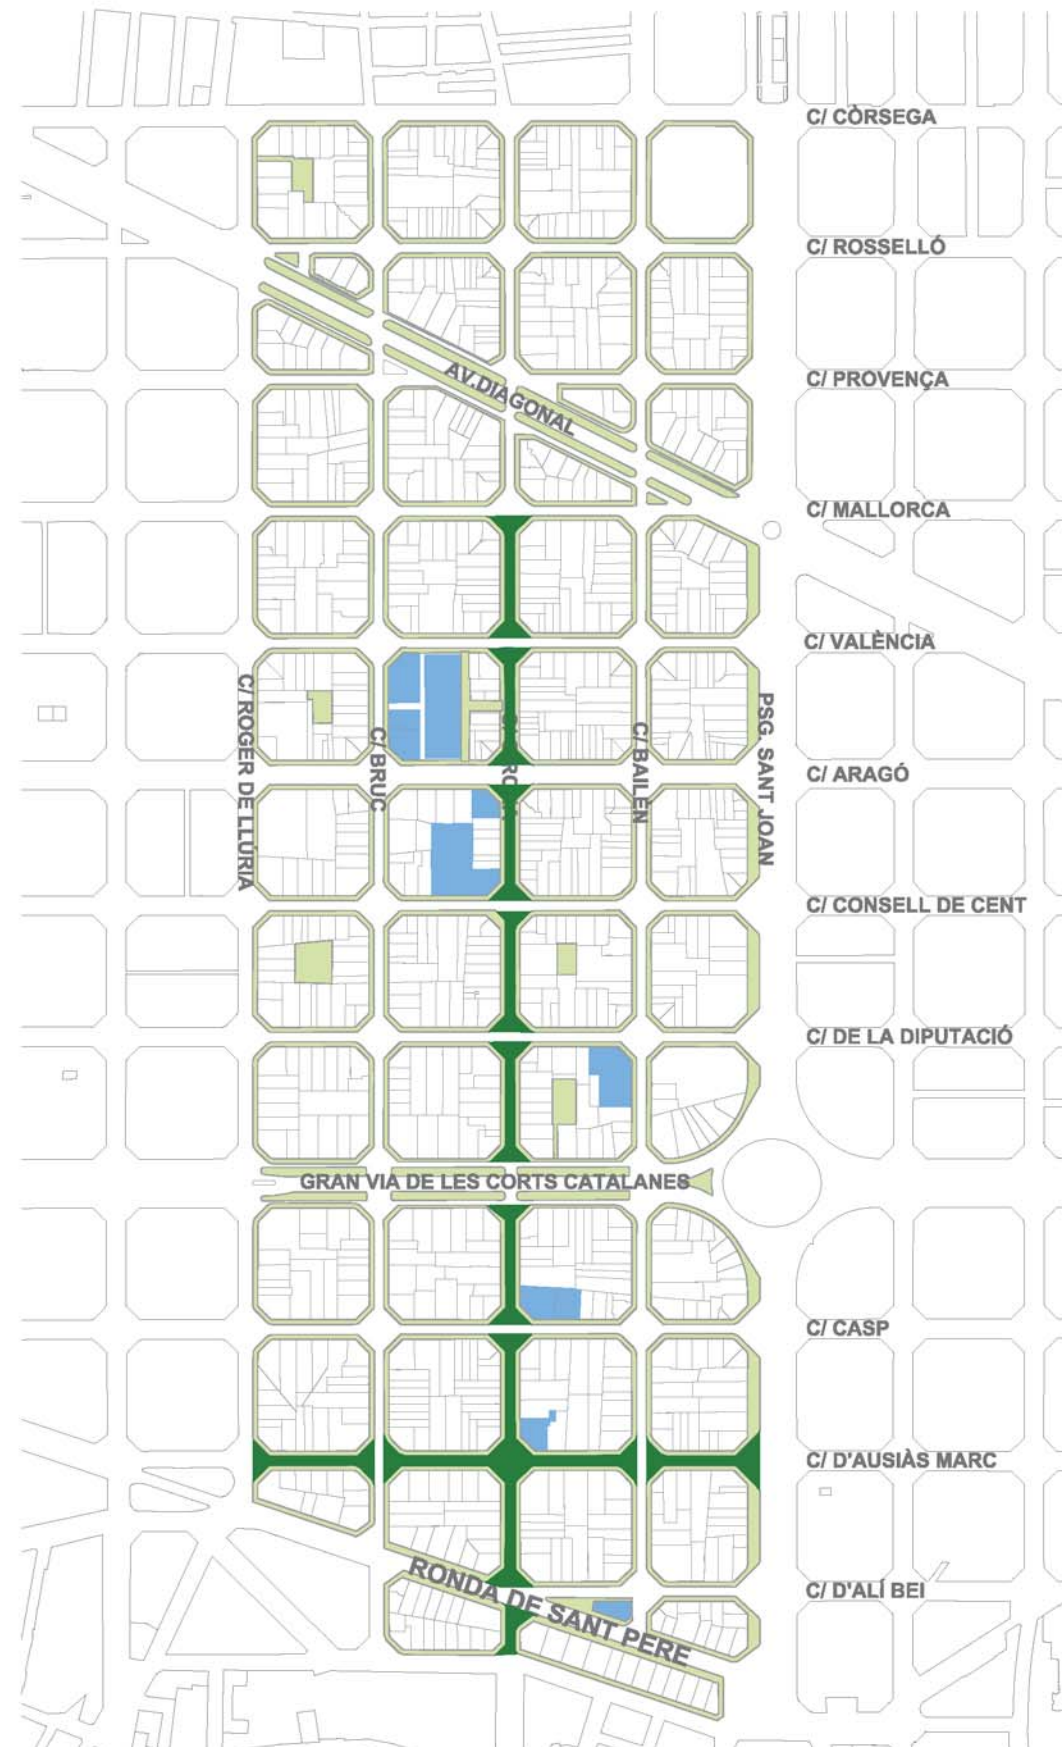 C/ CÒRSEGA
C/ ROSSELLÓ
C/ PROVENÇA
AV.DIAGONAL
C/ MALLORCA
C/ VALÈNCIA
C/ ROGER DE LLÚRIA
C/ BRUC
C/ BAILÈN
PSG. SANT JOAN
C/ ARAGÓ
C/ CONSELL DE CENT
C/ DE LA DIPUTACIÓ
GRAN VIA DE LES CORTS CATALANES
C/ CASP
C/ D'AUSIÀS MARC
RONDA DE SANT PERE
C/ D'ALÍ BEI